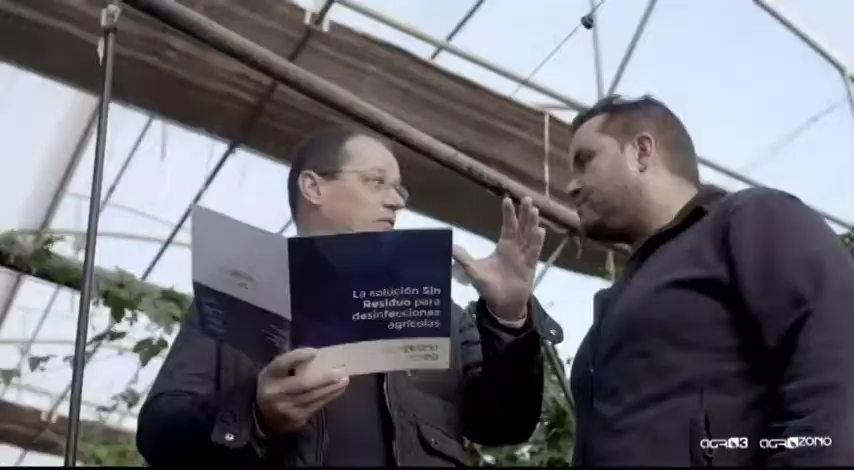 La solución Sin
Residuo para
desinfecciones
agrícolas
AGRO3 AGROZONO